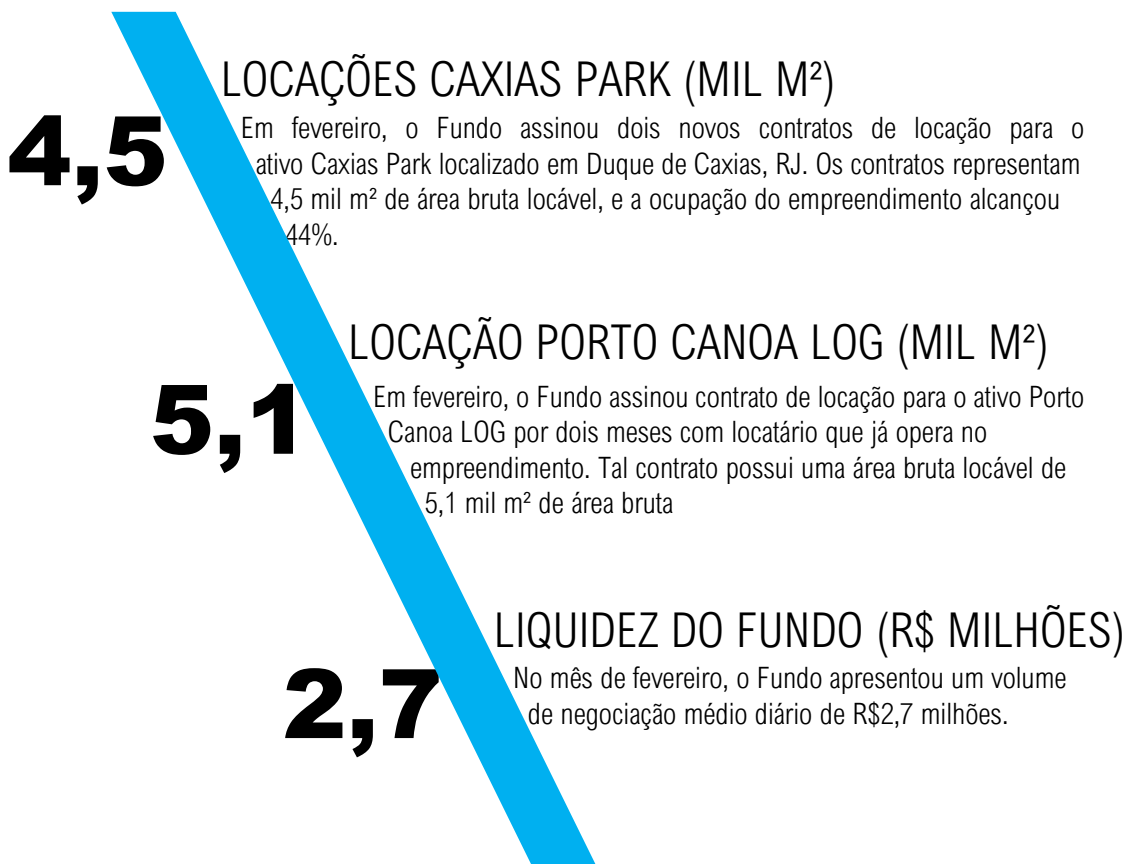 LOCAÇÕES CAXIAS PARK (MIL M²)
4,5
Em fevereiro, o Fundo assinou dois novos contratos de locação para o
ativo Caxias Park localizado em Duque de Caxias, RJ. Os contratos representam
4,5 mil m² de área bruta locável, e a ocupação do empreendimento alcançou
44%.
LOCAÇÃO PORTO CANOA LOG (MIL M²)
5,1
Em fevereiro, o Fundo assinou contrato de locação para o ativo Porto
Canoa LOG por dois meses com locatário que já opera no
empreendimento. Tal contrato possui uma área bruta locável de
5,1 mil m² de área bruta
LIQUIDEZ DO FUNDO (R$ MILHÕES)
2,7
No mês de fevereiro, o Fundo apresentou um volume
de negociação médio diário de R$2,7 milhões.